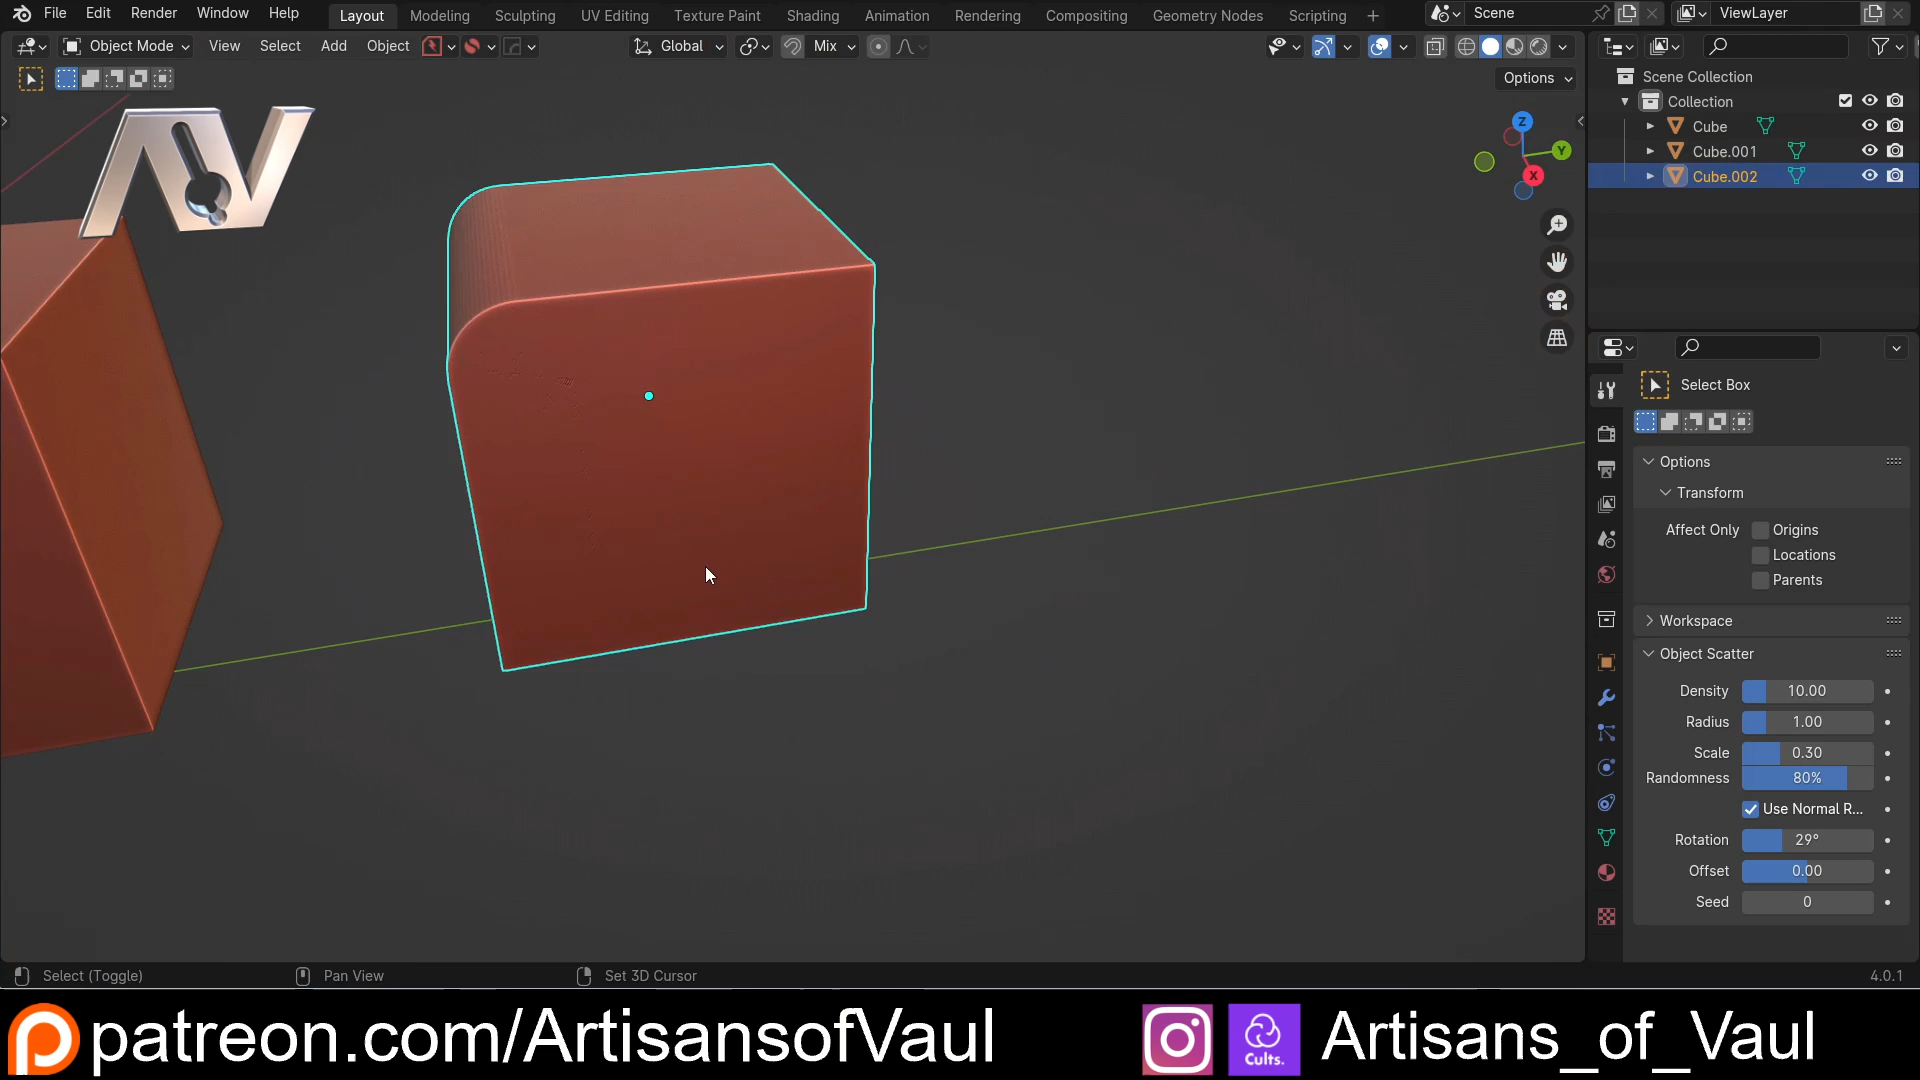 File Edit Render Window Help Layout Modeling Sculpting UV Editing Texture Paint Shading Animation Rendering Compositing Geometry Nodes Scripting + Scene ViewLayer
Object Mode View Select Add Object Global Mix
Options
Scene Collection
Collection
Cube
Cube.001
Cube.002
Z
Y
X
Select Box
Options
Transform
Affect Only Origins
Locations
Parents
Workspace
Object Scatter
Density 10.00
Radius 1.00
Scale 0.30
Randomness 80%
Use Normal R...
Rotation 29°
Offset 0.00
Seed 0
Select (Toggle) Pan View Set 3D Cursor 4.0.1
patreon.com/ArtisansofVaul Cults. Artisans_of_Vaul